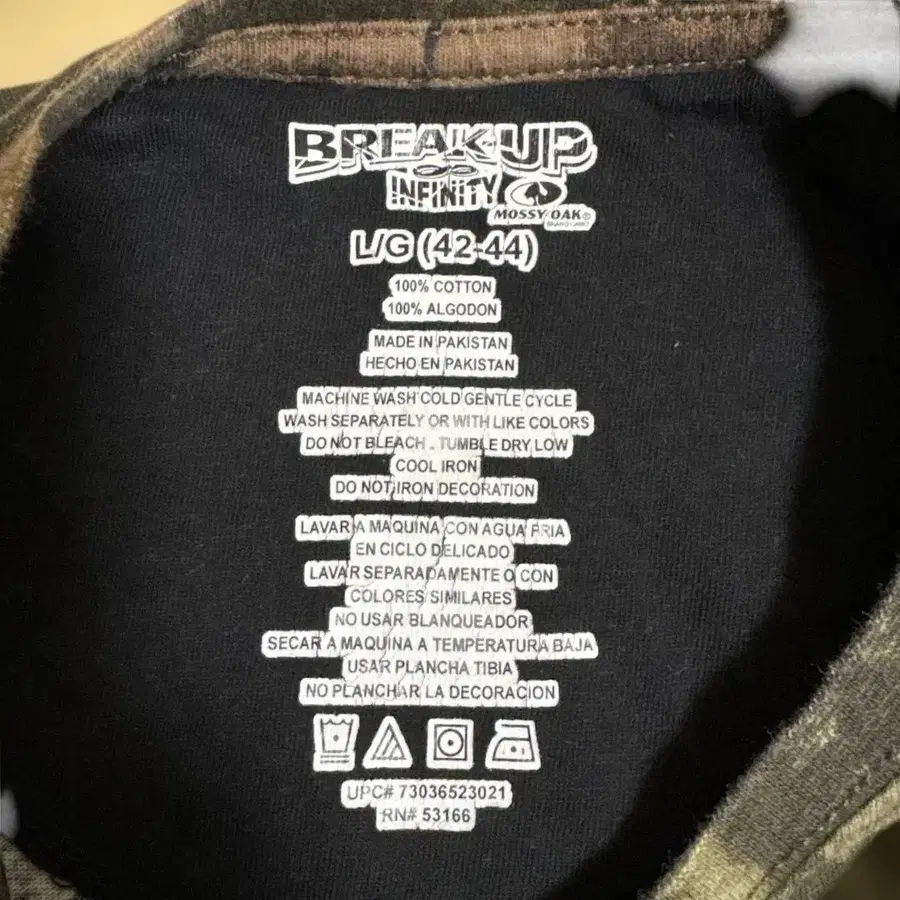 BREAK-UP
INFINITY
MOSSY OAK®
BRAND CAMO
L/G (42-44)
100% COTTON
100% ALGODON
MADE IN PAKISTAN
HECHO EN PAKISTAN
MACHINE WASH COLD GENTLE CYCLE
WASH SEPARATELY OR WITH LIKE COLORS
DO NOT BLEACH . TUMBLE DRY LOW
COOL IRON
DO NOT IRON DECORATION
LAVAR A MAQUINA CON AGUA FRIA
EN CICLO DELICADO
LAVAR SEPARADAMENTE O CON
COLORES SIMILARES
NO USAR BLANQUEADOR
SECAR A MAQUINA A TEMPERATURA BAJA
USAR PLANCHA TIBIA
NO PLANCHAR LA DECORACION
UPC# 73036523021
RN# 53166